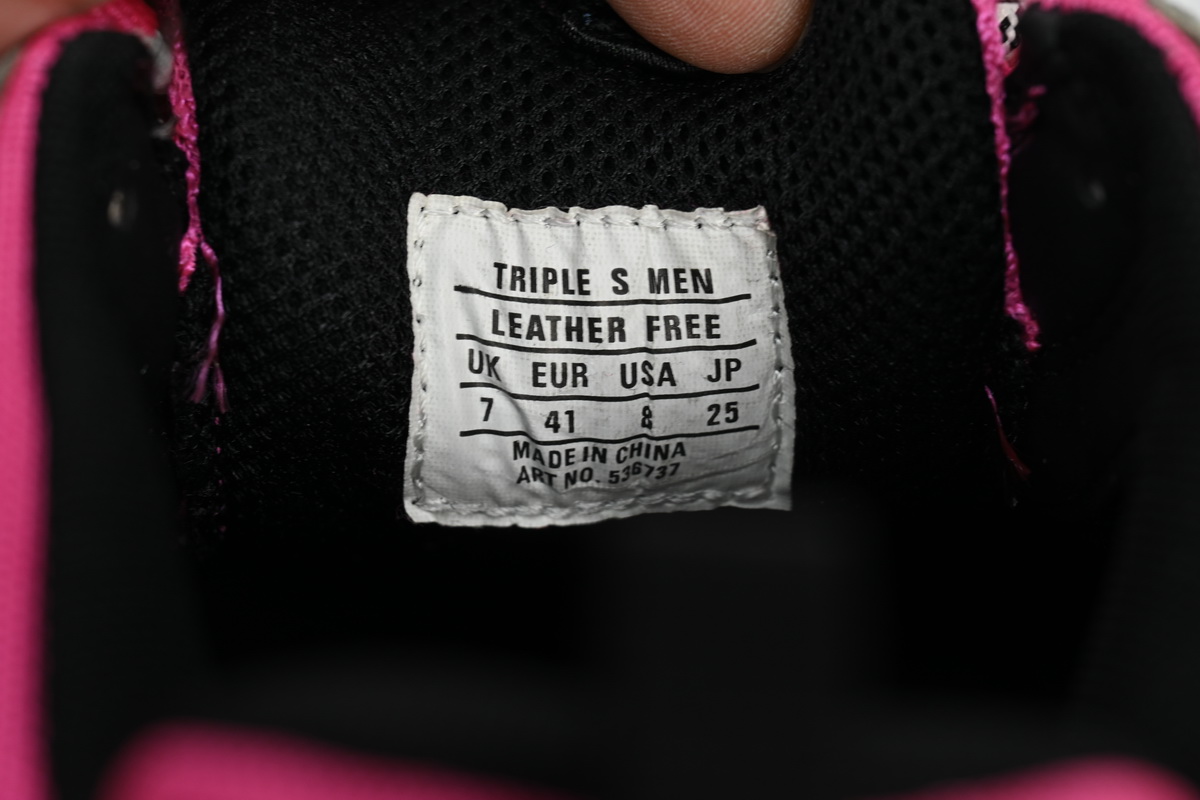 TRIPLE S MEN
LEATHER FREE
UK EUR USA JP
7 41 8 25
MADE IN CHINA
ART NO. 536737